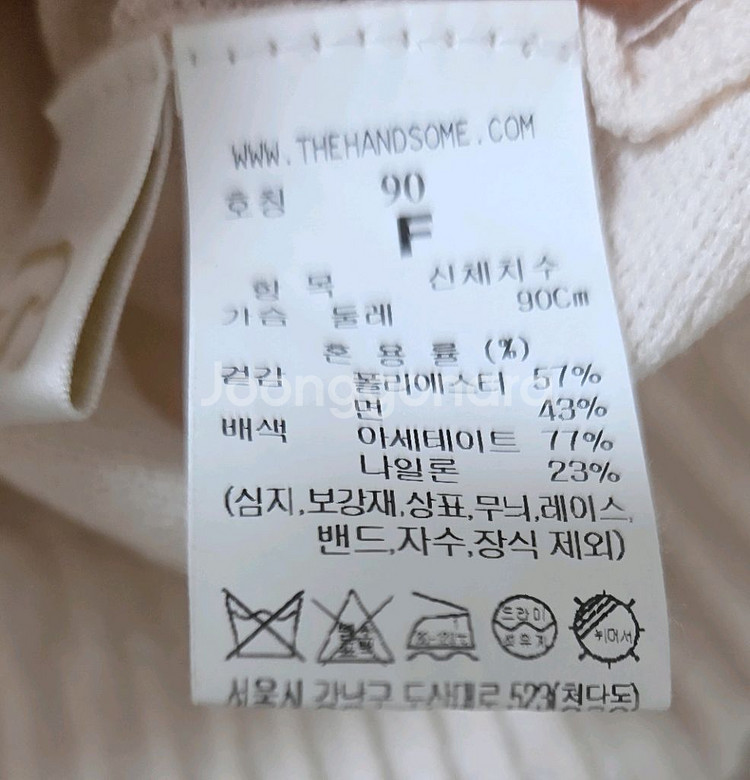 WWW.THEHANDSOME.COM
호칭 90
F
항 목 신체치수
가슴 둘레 90Cm
혼 용 률 (%)
겉감 폴리에스터 57%
면 43%
배색 아세테이트 77%
나일론 23%
(심지,보강재,상표,무늬,레이스,
밴드,자수,장식 제외)
드라이
뉘어서
서울시 강남구 도산대로 523(청담동)
Joonggonara